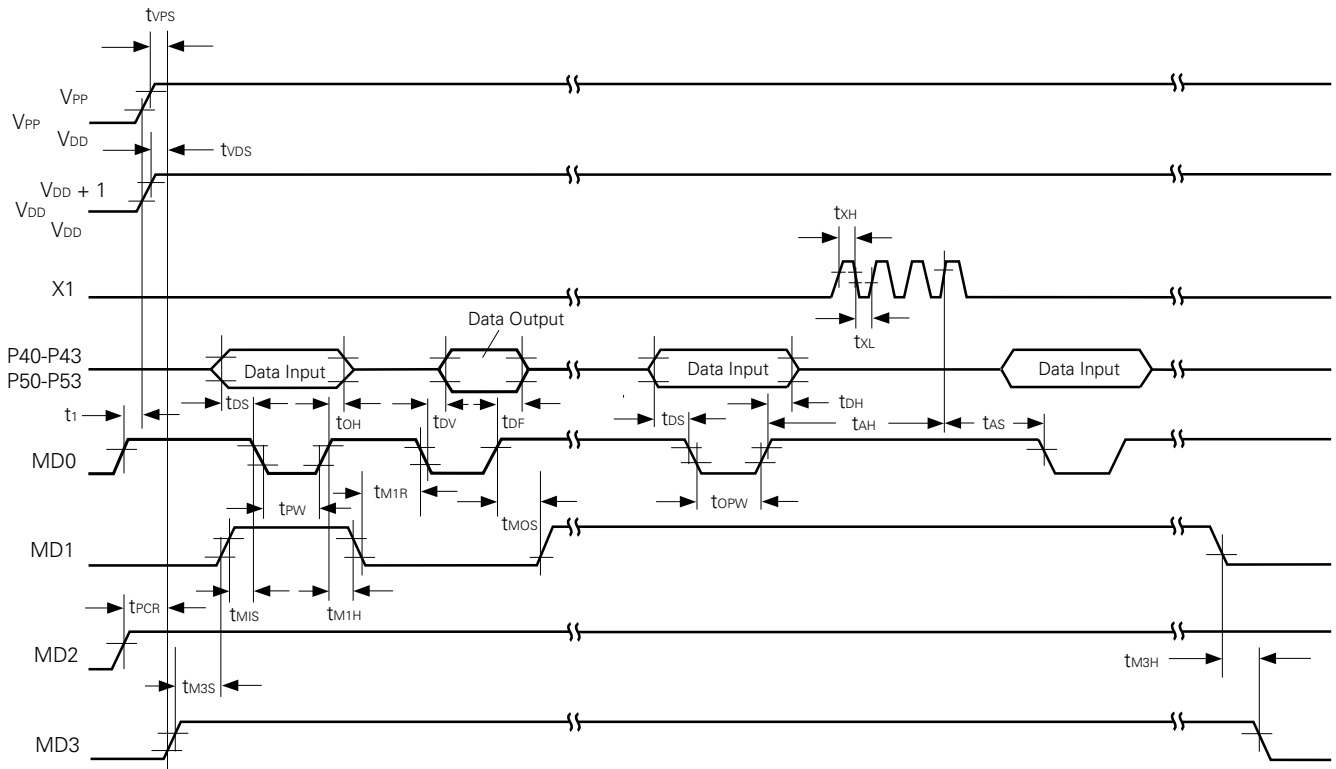 tVPS
VPP
VPP
VDD
tVDS
VDD + 1
VDD
VDD
tXH
X1
tXL
Data Output
P40-P43
P50-P53
Data Input
Data Input
Data Input
t1
tDS
tOH
tDV
tDF
tDS
tDH
tAH
tAS
MD0
tPW
tM1R
tMOS
tOPW
MD1
tMIS
tM1H
tPCR
MD2
tM3S
tM3H
MD3